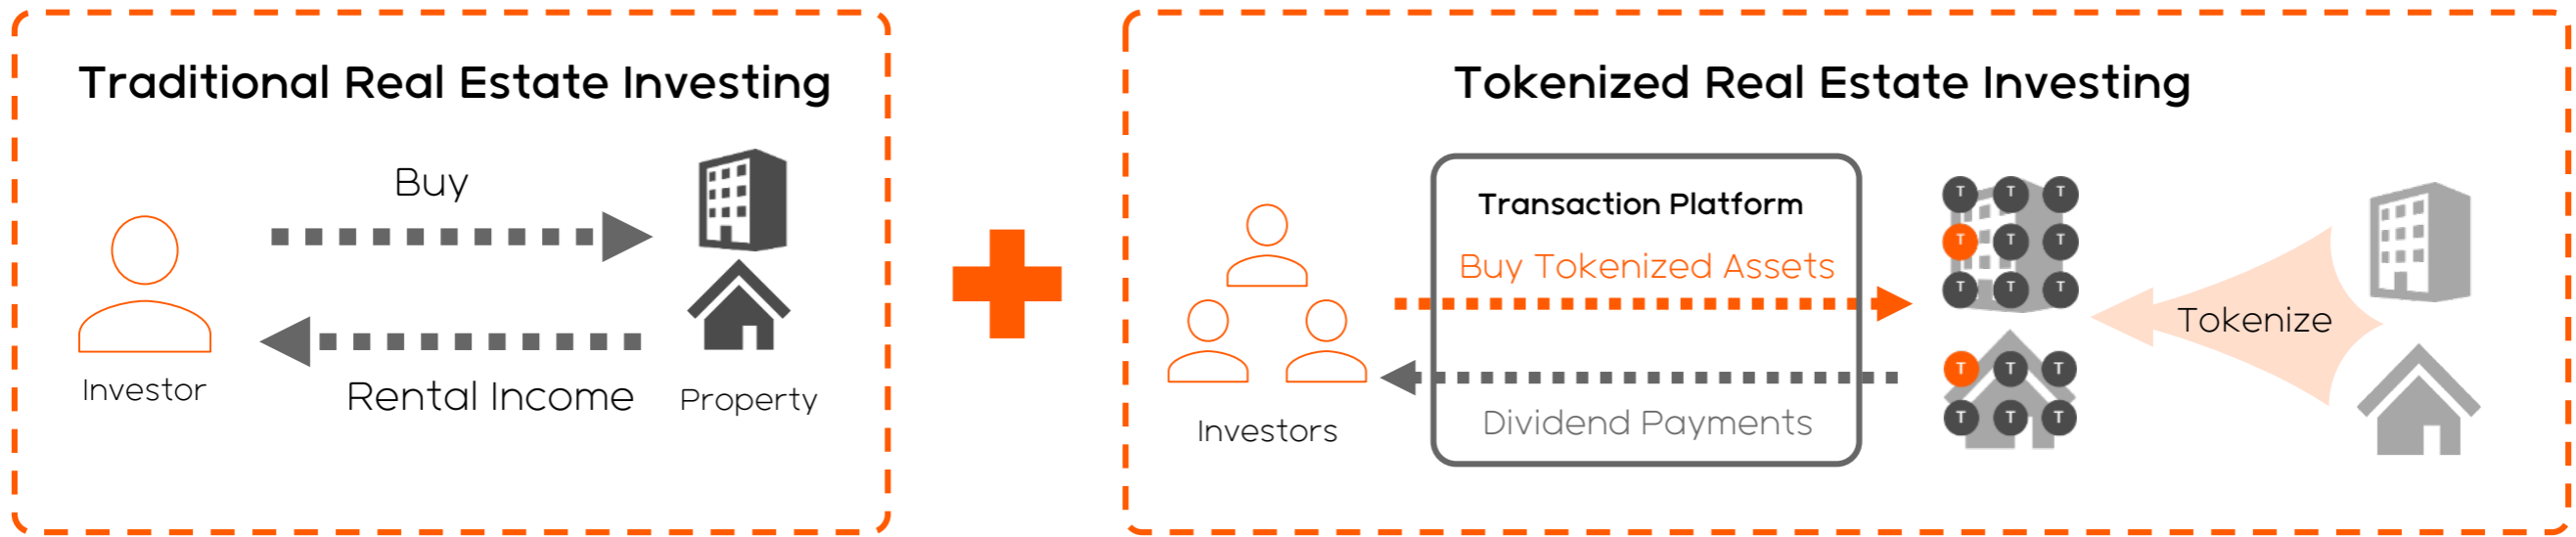 Traditional Real Estate Investing
Buy
Investor
Rental Income
Property
Tokenized Real Estate Investing
Transaction Platform
Buy Tokenized Assets
Dividend Payments
Investors
T T T
T T T
T T T
T T T
T T T
Tokenize